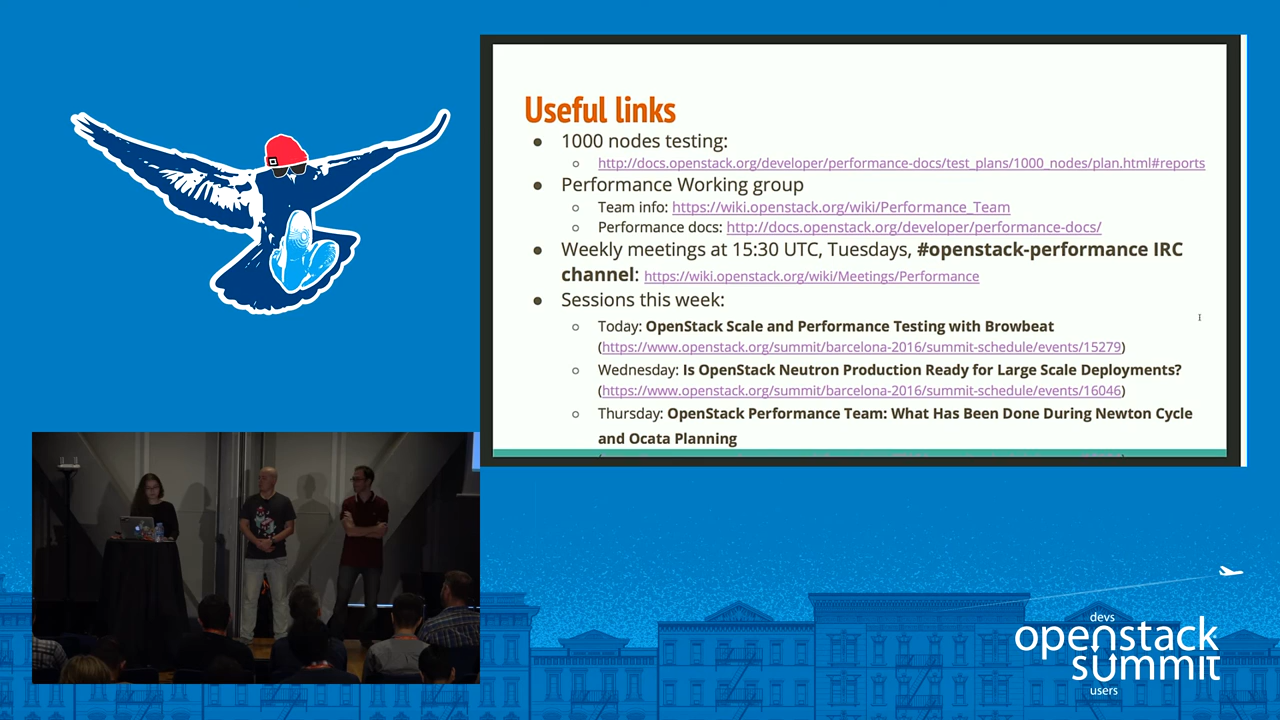 Useful links
• 1000 nodes testing:
○ http://docs.openstack.org/developer/performance-docs/test_plans/1000_nodes/plan.html#reports
• Performance Working group
○ Team info: https://wiki.openstack.org/wiki/Performance_Team
○ Performance docs: http://docs.openstack.org/developer/performance-docs/
• Weekly meetings at 15:30 UTC, Tuesdays, #openstack-performance IRC
channel: https://wiki.openstack.org/wiki/Meetings/Performance
• Sessions this week:
○ Today: OpenStack Scale and Performance Testing with Browbeat
(https://www.openstack.org/summit/barcelona-2016/summit-schedule/events/15279)
○ Wednesday: Is OpenStack Neutron Production Ready for Large Scale Deployments?
(https://www.openstack.org/summit/barcelona-2016/summit-schedule/events/16046)
○ Thursday: OpenStack Performance Team: What Has Been Done During Newton Cycle
and Ocata Planning
devs
openstack
summit
users